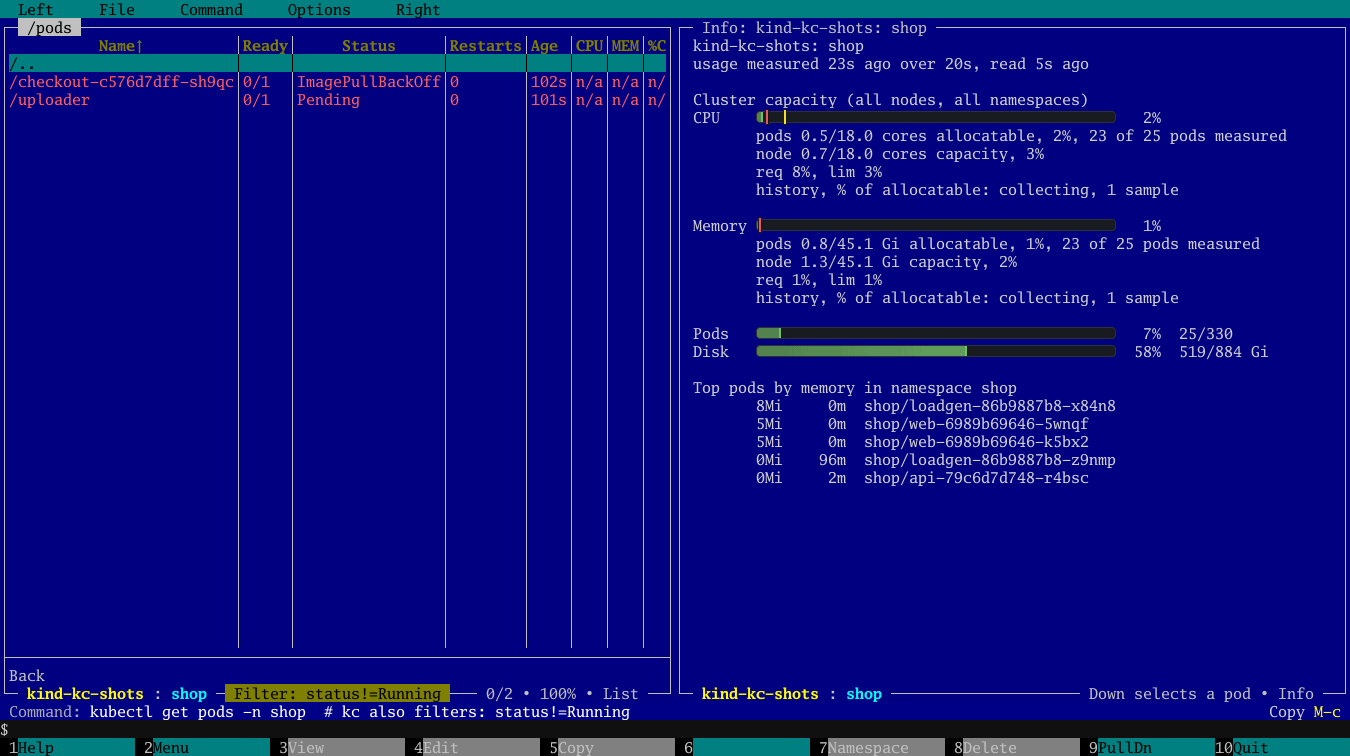 Left File Command Options Right
/pods
Name↑ Ready Status Restarts Age CPU MEM %C
/..
/checkout-c576d7dff-sh9qc 0/1 ImagePullBackOff 0 102s n/a n/a n/
/uploader 0/1 Pending 0 101s n/a n/a n/
Back
kind-kc-shots : shop Filter: status!=Running 0/2 • 100% • List
Info: kind-kc-shots: shop
kind-kc-shots: shop
usage measured 23s ago over 20s, read 5s ago
Cluster capacity (all nodes, all namespaces)
CPU 2%
pods 0.5/18.0 cores allocatable, 2%, 23 of 25 pods measured
node 0.7/18.0 cores capacity, 3%
req 8%, lim 3%
history, % of allocatable: collecting, 1 sample
Memory 1%
pods 0.8/45.1 Gi allocatable, 1%, 23 of 25 pods measured
node 1.3/45.1 Gi capacity, 2%
req 1%, lim 1%
history, % of allocatable: collecting, 1 sample
Pods 7% 25/330
Disk 58% 519/884 Gi
Top pods by memory in namespace shop
8Mi 0m shop/loadgen-86b9887b8-x84n8
5Mi 0m shop/web-6989b69646-5wnqf
5Mi 0m shop/web-6989b69646-k5bx2
0Mi 96m shop/loadgen-86b9887b8-z9nmp
0Mi 2m shop/api-79c6d7d748-r4bsc
kind-kc-shots : shop Down selects a pod • Info
Command: kubectl get pods -n shop # kc also filters: status!=Running Copy M-c
$
1Help 2Menu 3View 4Edit 5Copy 6 7Namespace 8Delete 9PullDn 10Quit